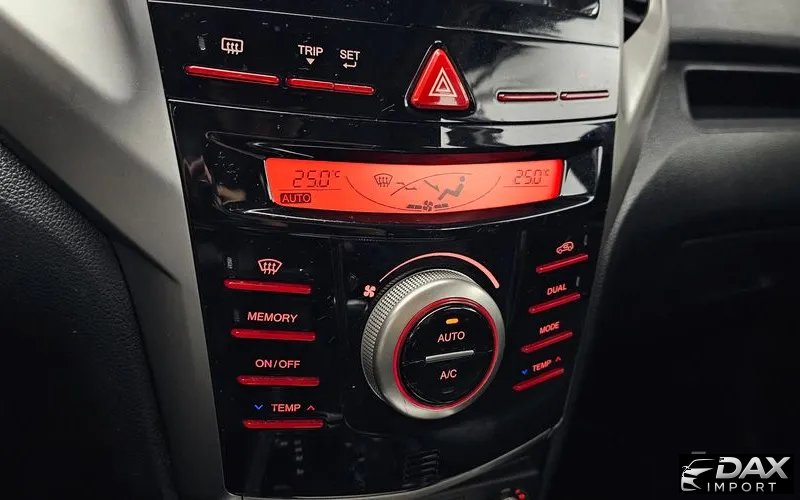 TRIP
SET
25.0°C
25.0°C
AUTO
MEMORY
DUAL
AUTO
MODE
ON/OFF
A/C
TEMP
TEMP
DAX
IMPORT